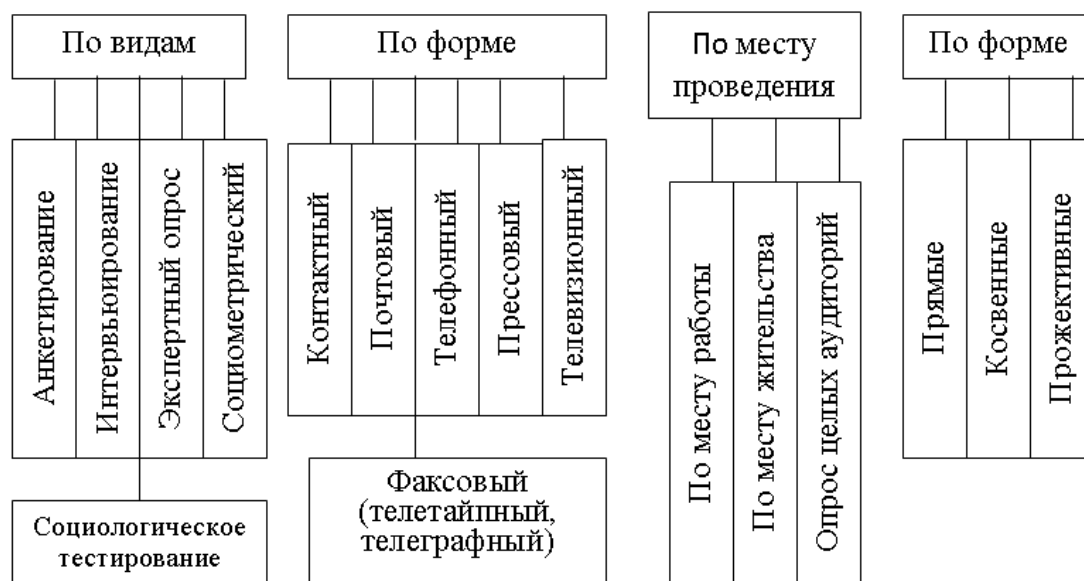 По видам
Анкетирование
Интервьюирование
Экспертный опрос
Социометрический
Социологическое
тестирование
По форме
Контактный
Почтовый
Телефонный
Прессовый
Телевизионный
Факсовый
(телетайпный,
телеграфный)
По месту
проведения
По месту работы
По месту жительства
Опрос целых аудиторий
По форме
Прямые
Косвенные
Прожективные